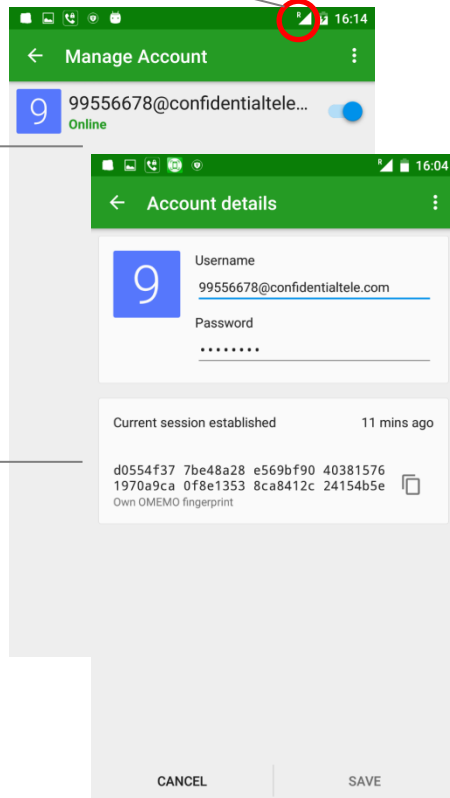 R 16:14
Manage Account
9 99556678@confidentialtele...
Online
R 16:04
Account details
9
Username
99556678@confidentialtele.com
Password
••••••••
Current session established 11 mins ago
d0554f37 7be48a28 e569bf90 40381576
1970a9ca 0f8e1353 8ca8412c 24154b5e
Own OMEMO fingerprint
CANCEL SAVE